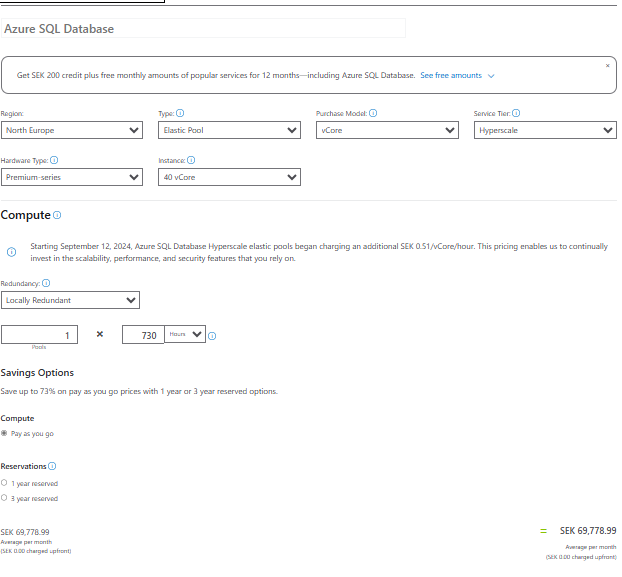 Azure SQL Database
Get SEK 200 credit plus free monthly amounts of popular services for 12 months—including Azure SQL Database. See free amounts
Region: Type: Purchase Model: Service Tier:
North Europe Elastic Pool vCore Hyperscale
Hardware Type: Instance:
Premium-series 40 vCore
Compute
Starting September 12, 2024, Azure SQL Database Hyperscale elastic pools began charging an additional SEK 0.51/vCore/hour. This pricing enables us to continually
invest in the scalability, performance, and security features that you rely on.
Redundancy:
Locally Redundant
1 × 730 Hours
Pools
Savings Options
Save up to 73% on pay as you go prices with 1 year or 3 year reserved options.
Compute
Pay as you go
Reservations
1 year reserved
3 year reserved
SEK 69,778.99 = SEK 69,778.99
Average per month Average per month
(SEK 0.00 charged upfront) (SEK 0.00 charged upfront)